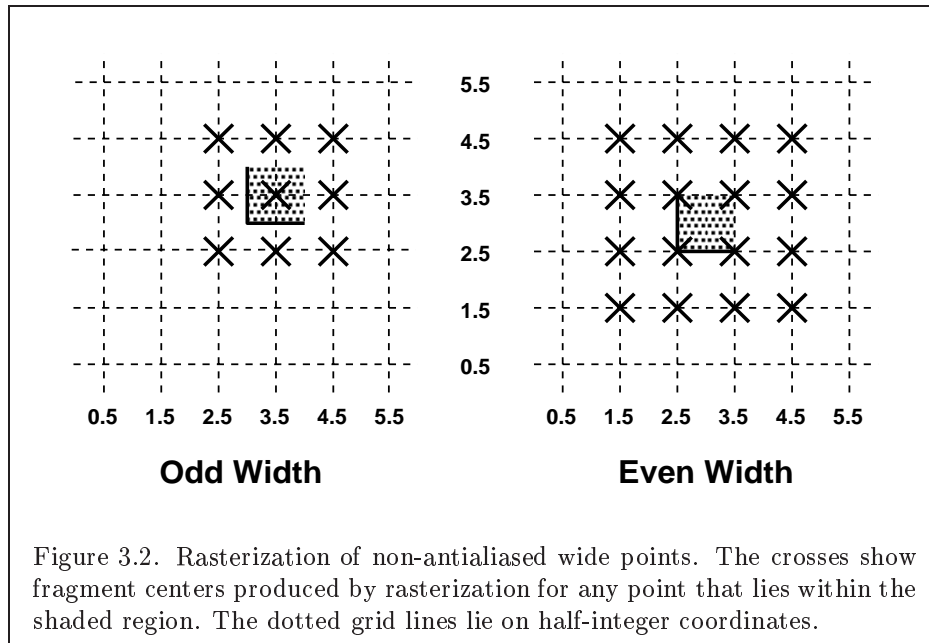 5.5
4.5
3.5
2.5
1.5
0.5
0.5 1.5 2.5 3.5 4.5 5.5
0.5 1.5 2.5 3.5 4.5 5.5
Odd Width
Even Width
Figure 3.2. Rasterization of non-antialiased wide points. The crosses show
fragment centers produced by rasterization for any point that lies within the
shaded region. The dotted grid lines lie on half-integer coordinates.